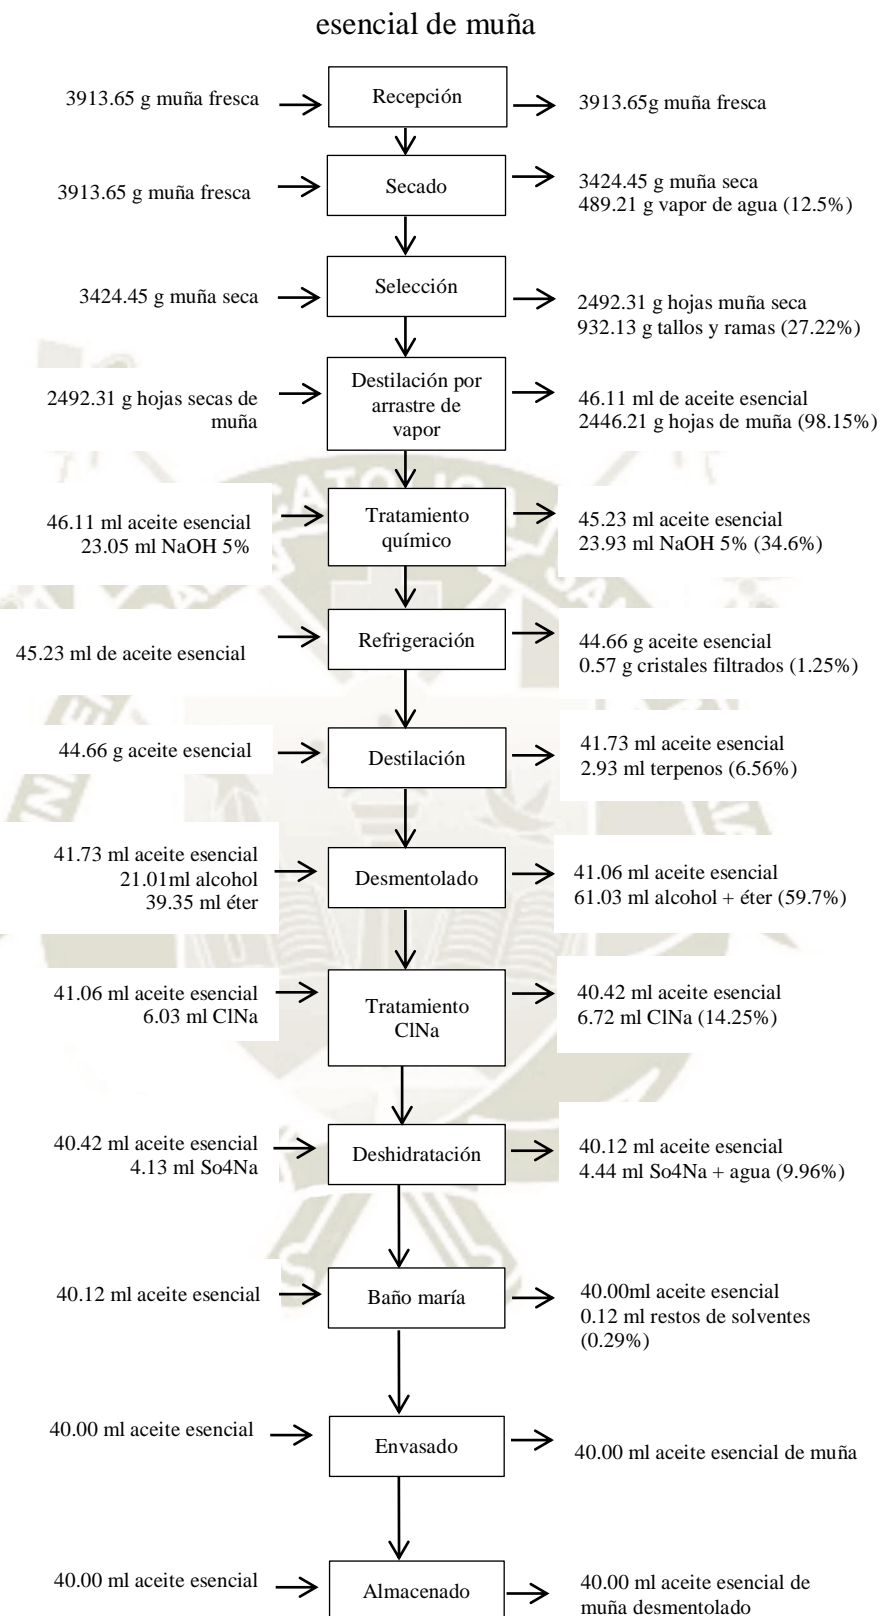 esencial de muña
3913.65 g muña fresca
Recepción
3913.65g muña fresca
3913.65 g muña fresca
Secado
3424.45 g muña seca
489.21 g vapor de agua (12.5%)
3424.45 g muña seca
Selección
2492.31 g hojas muña seca
932.13 g tallos y ramas (27.22%)
2492.31 g hojas secas de
muña
Destilación por
arrastre de
vapor
46.11 ml de aceite esencial
2446.21 g hojas de muña (98.15%)
46.11 ml aceite esencial
23.05 ml NaOH 5%
Tratamiento
químico
45.23 ml aceite esencial
23.93 ml NaOH 5% (34.6%)
45.23 ml de aceite esencial
Refrigeración
44.66 g aceite esencial
0.57 g cristales filtrados (1.25%)
44.66 g aceite esencial
Destilación
41.73 ml aceite esencial
2.93 ml terpenos (6.56%)
41.73 ml aceite esencial
21.01ml alcohol
39.35 ml éter
Desmentolado
41.06 ml aceite esencial
61.03 ml alcohol + éter (59.7%)
41.06 ml aceite esencial
6.03 ml ClNa
Tratamiento
ClNa
40.42 ml aceite esencial
6.72 ml ClNa (14.25%)
40.42 ml aceite esencial
4.13 ml So4Na
Deshidratación
40.12 ml aceite esencial
4.44 ml So4Na + agua (9.96%)
40.12 ml aceite esencial
Baño maría
40.00ml aceite esencial
0.12 ml restos de solventes
(0.29%)
40.00 ml aceite esencial
Envasado
40.00 ml aceite esencial de muña
40.00 ml aceite esencial
Almacenado
40.00 ml aceite esencial de
muña desmentolado